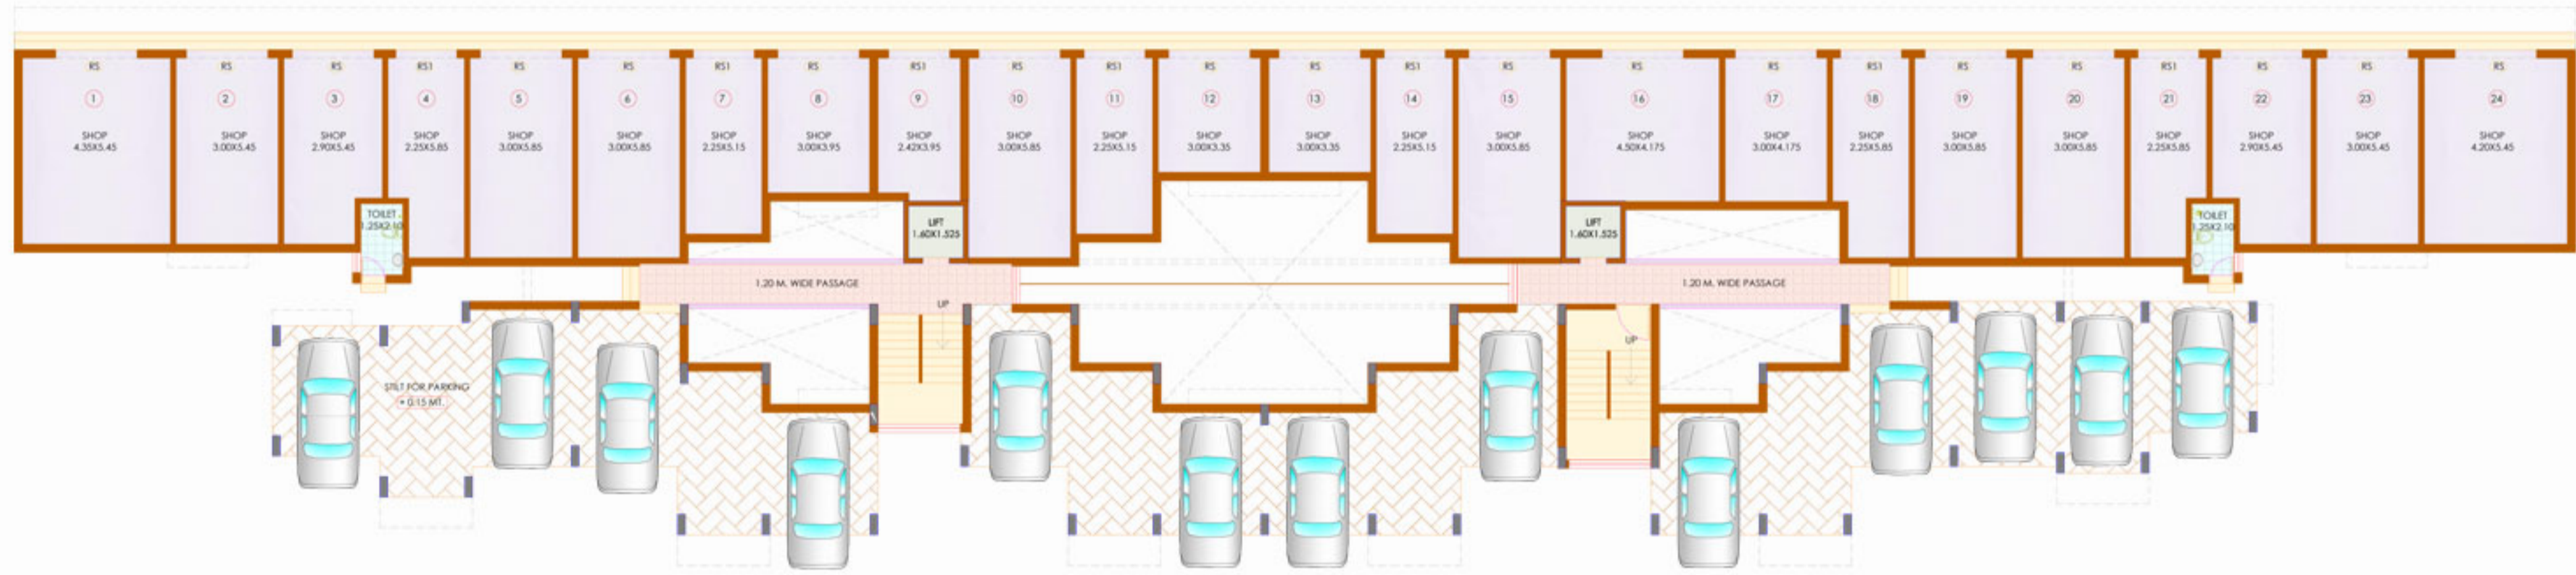 RS RS RS RS1 RS RS RS1 RS RS1 RS RS1 RS RS RS1 RS RS RS RS1 RS RS RS1 RS RS RS
1 2 3 4 5 6 7 8 9 10 11 12 13 14 15 16 17 18 19 20 21 22 23 24
SHOP SHOP SHOP SHOP SHOP SHOP SHOP SHOP SHOP SHOP SHOP SHOP SHOP SHOP SHOP SHOP SHOP SHOP SHOP SHOP SHOP SHOP SHOP SHOP
4.35X5.45 3.00X5.45 2.90X5.45 2.25X5.85 3.00X5.85 3.00X5.85 2.25X5.15 3.00X3.95 2.42X3.95 3.00X5.85 2.25X5.15 3.00X3.35 3.00X3.35 2.25X5.15 3.00X5.85 4.50X4.175 3.00X4.175 2.25X5.85 3.00X5.85 3.00X5.85 2.25X5.85 2.90X5.45 3.00X5.45 4.20X5.45
TOILET LIFT LIFT TOILET
1.25X2.10 1.60X1.525 1.60X1.525 1.25X2.10
1.20 M. WIDE PASSAGE 1.20 M. WIDE PASSAGE
UP
UP
STILT FOR PARKING
+ 0.15 MT.